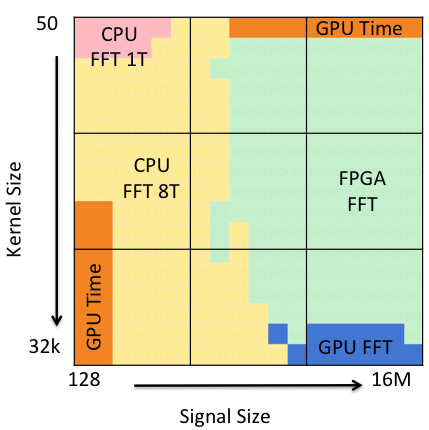 50
CPU
FFT 1T
GPU Time
Kernel Size
CPU
FFT 8T
FPGA
FFT
GPU Time
32k
GPU FFT
128
16M
Signal Size